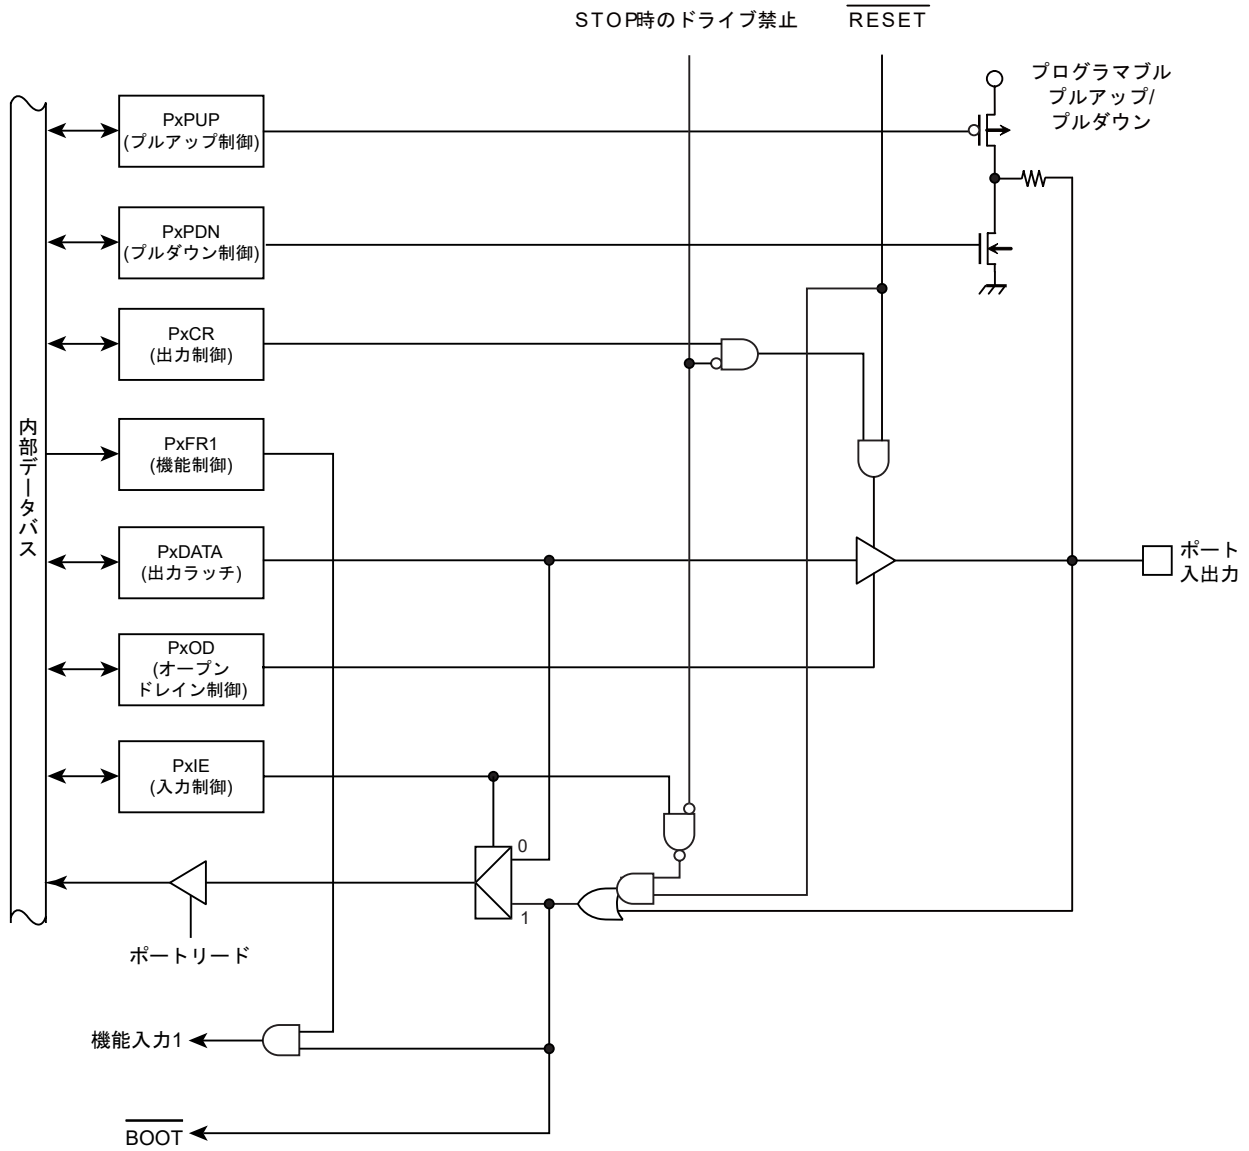 STOP時のドライブ禁止
RESET
プログラマブル
プルアップ/
プルダウン
PxPUP
(プルアップ制御)
PxPDN
(プルダウン制御)
PxCR
(出力制御)
PxFR1
(機能制御)
内部データバス
PxDATA
(出力ラッチ)
ポート
入出力
PxOD
(オープン
ドレイン制御)
PxIE
(入力制御)
0
1
ポートリード
機能入力1
BOOT